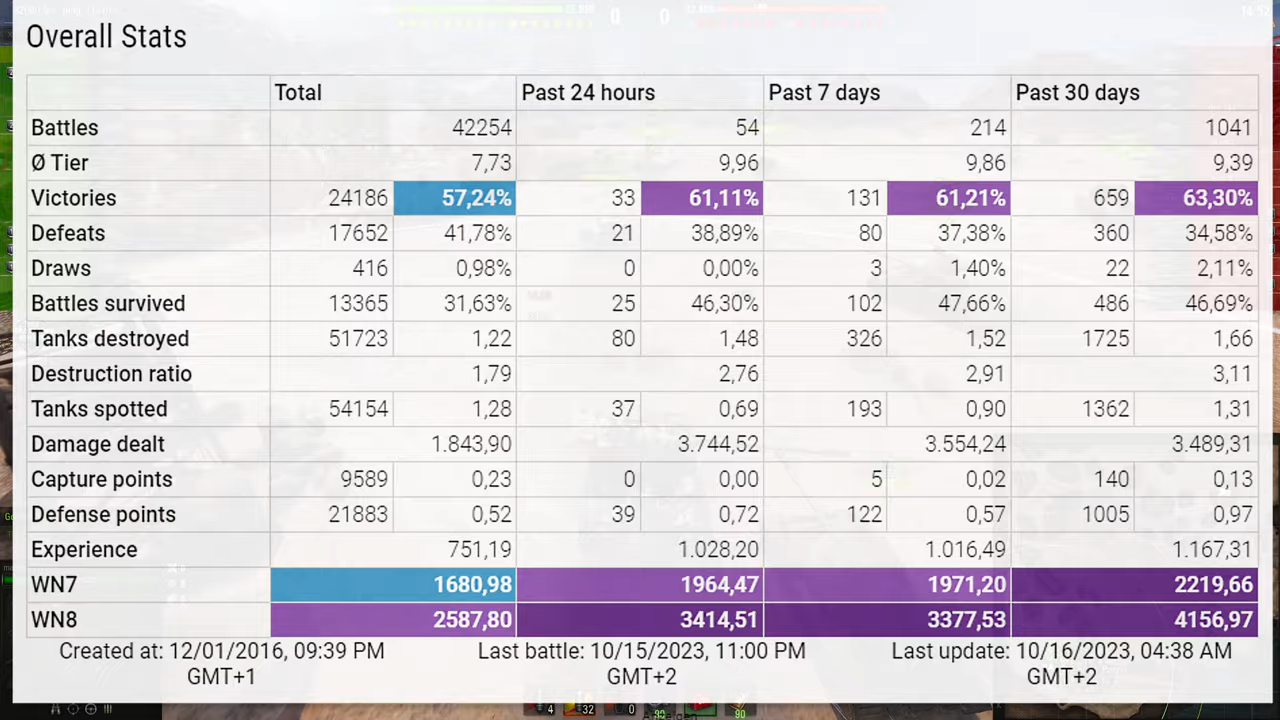 14:52
0 0
Overall Stats
Total Past 24 hours Past 7 days Past 30 days
Battles 42254 54 214 1041
Ø Tier 7,73 9,96 9,86 9,39
Victories 24186 57,24% 33 61,11% 131 61,21% 659 63,30%
Defeats 17652 41,78% 21 38,89% 80 37,38% 360 34,58%
Draws 416 0,98% 0 0,00% 3 1,40% 22 2,11%
Battles survived 13365 31,63% 25 46,30% 102 47,66% 486 46,69%
Tanks destroyed 51723 1,22 80 1,48 326 1,52 1725 1,66
Destruction ratio 1,79 2,76 2,91 3,11
Tanks spotted 54154 1,28 37 0,69 193 0,90 1362 1,31
Damage dealt 1.843,90 3.744,52 3.554,24 3.489,31
Capture points 9589 0,23 0 0,00 5 0,02 140 0,13
Defense points 21883 0,52 39 0,72 122 0,57 1005 0,97
Experience 751,19 1.028,20 1.016,49 1.167,31
WN7 1680,98 1964,47 1971,20 2219,66
WN8 2587,80 3414,51 3377,53 4156,97
Created at: 12/01/2016, 09:39 PM Last battle: 10/15/2023, 11:00 PM Last update: 10/16/2023, 04:38 AM
GMT+1 GMT+2 GMT+2
4 32 0 90 90